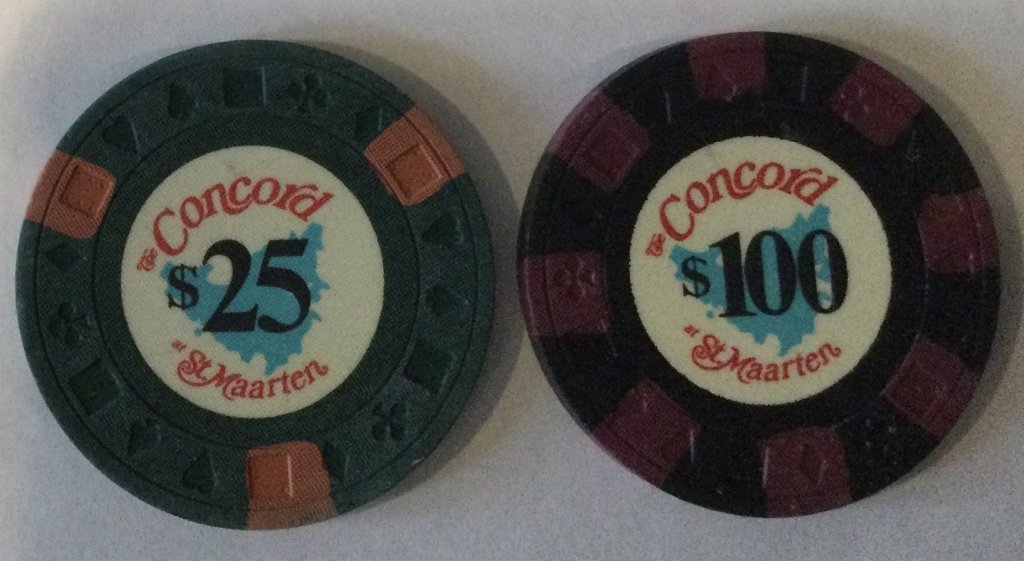 The Concord
$25
at St. Maarten
The Concord
$100
at St. Maarten